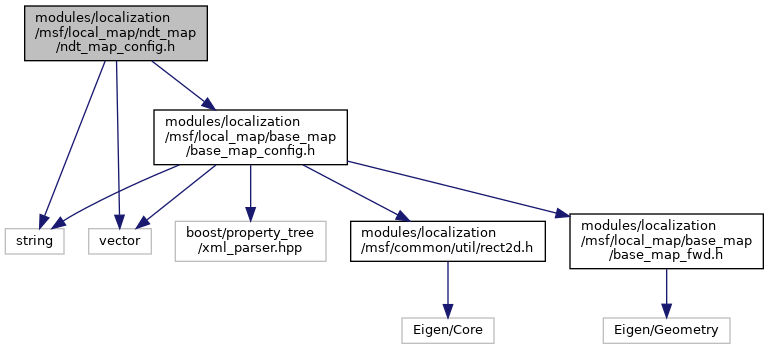 modules/localization
/msf/local_map/ndt_map
/ndt_map_config.h
modules/localization
/msf/local_map/base_map
/base_map_config.h
string
vector
boost/property_tree
/xml_parser.hpp
modules/localization
/msf/common/util/rect2d.h
modules/localization
/msf/local_map/base_map
/base_map_fwd.h
Eigen/Core
Eigen/Geometry